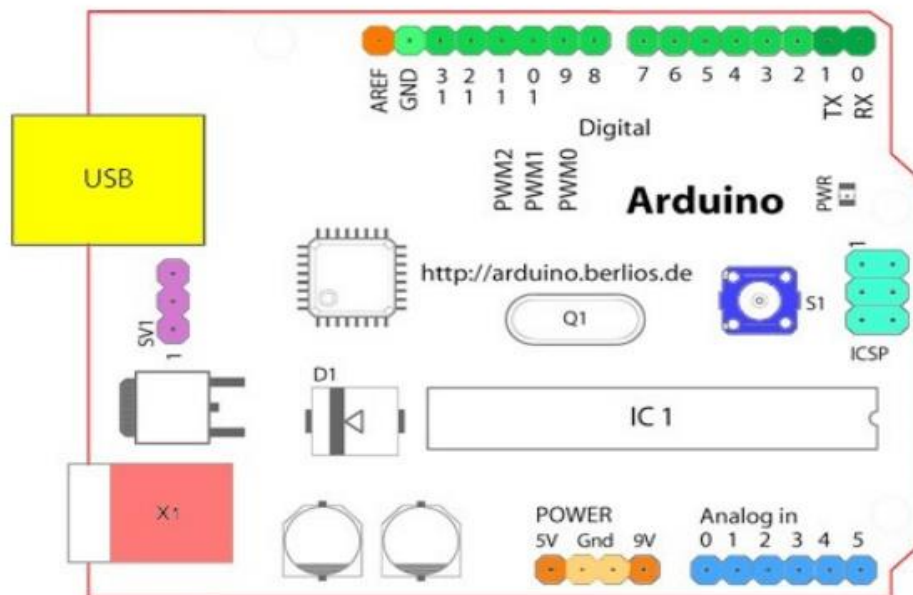 AREF GND 13 12 11 10 9 8 7 6 5 4 3 2 1 0
TX RX
Digital
PWM2 PWM1 PWM0
USB
Arduino
PWR
1
http://arduino.berlios.de
SV1
1
Q1
S1
ICSP
D1
IC 1
X1
POWER
5V Gnd 9V
Analog in
0 1 2 3 4 5